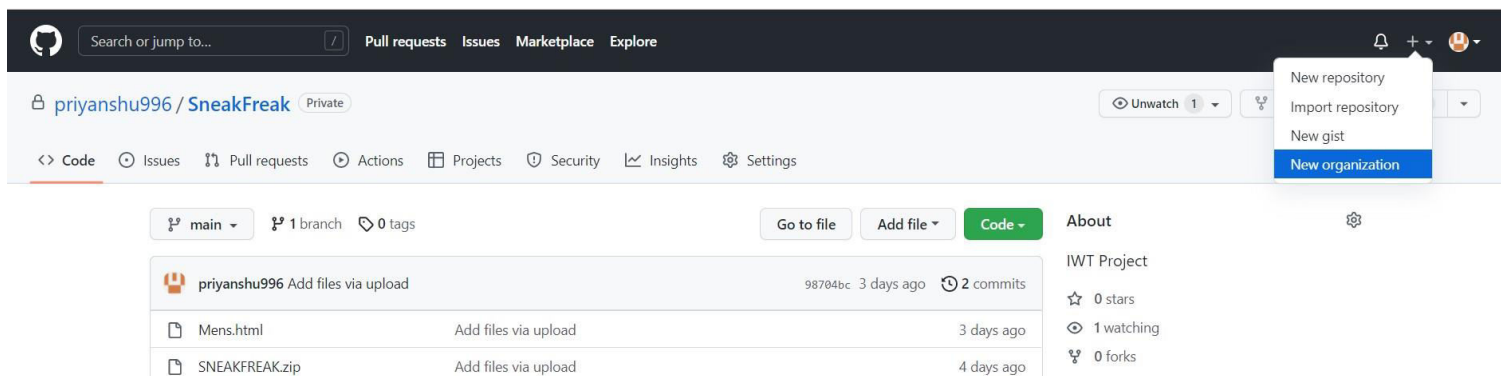 Search or jump to... / Pull requests Issues Marketplace Explore
New repository
priyanshu996 / SneakFreak Private Unwatch 1
Import repository
New gist
<> Code Issues Pull requests Actions Projects Security Insights Settings
New organization
main 1 branch 0 tags Go to file Add file Code About
IWT Project
priyanshu996 Add files via upload 98704bc 3 days ago 2 commits
0 stars
Mens.html Add files via upload 3 days ago 1 watching
SNEAKFREAK.zip Add files via upload 4 days ago 0 forks